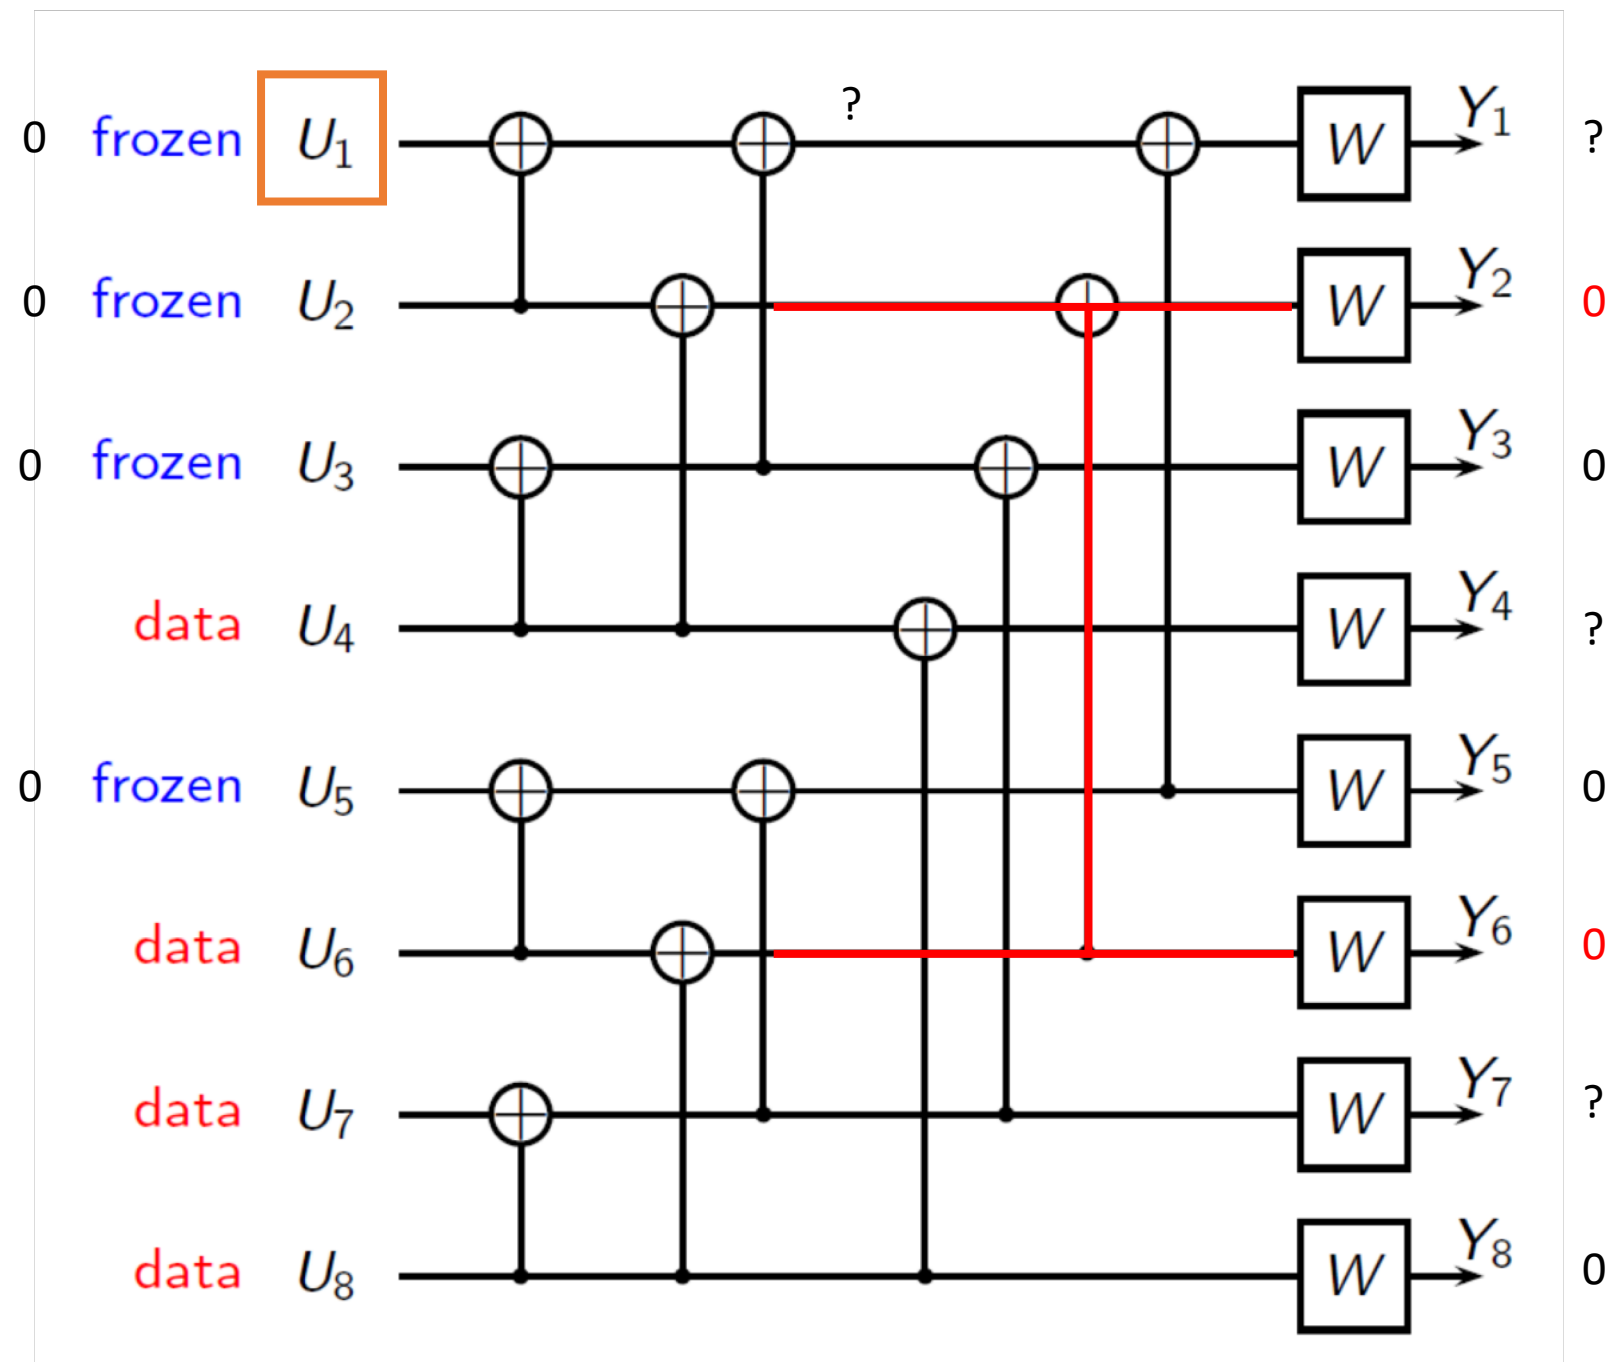 ?
0 frozen U₁ W Y₁ ?
0 frozen U₂ W Y₂ 0
0 frozen U₃ W Y₃ 0
data U₄ W Y₄ ?
0 frozen U₅ W Y₅ 0
data U₆ W Y₆ 0
data U₇ W Y₇ ?
data U₈ W Y₈ 0